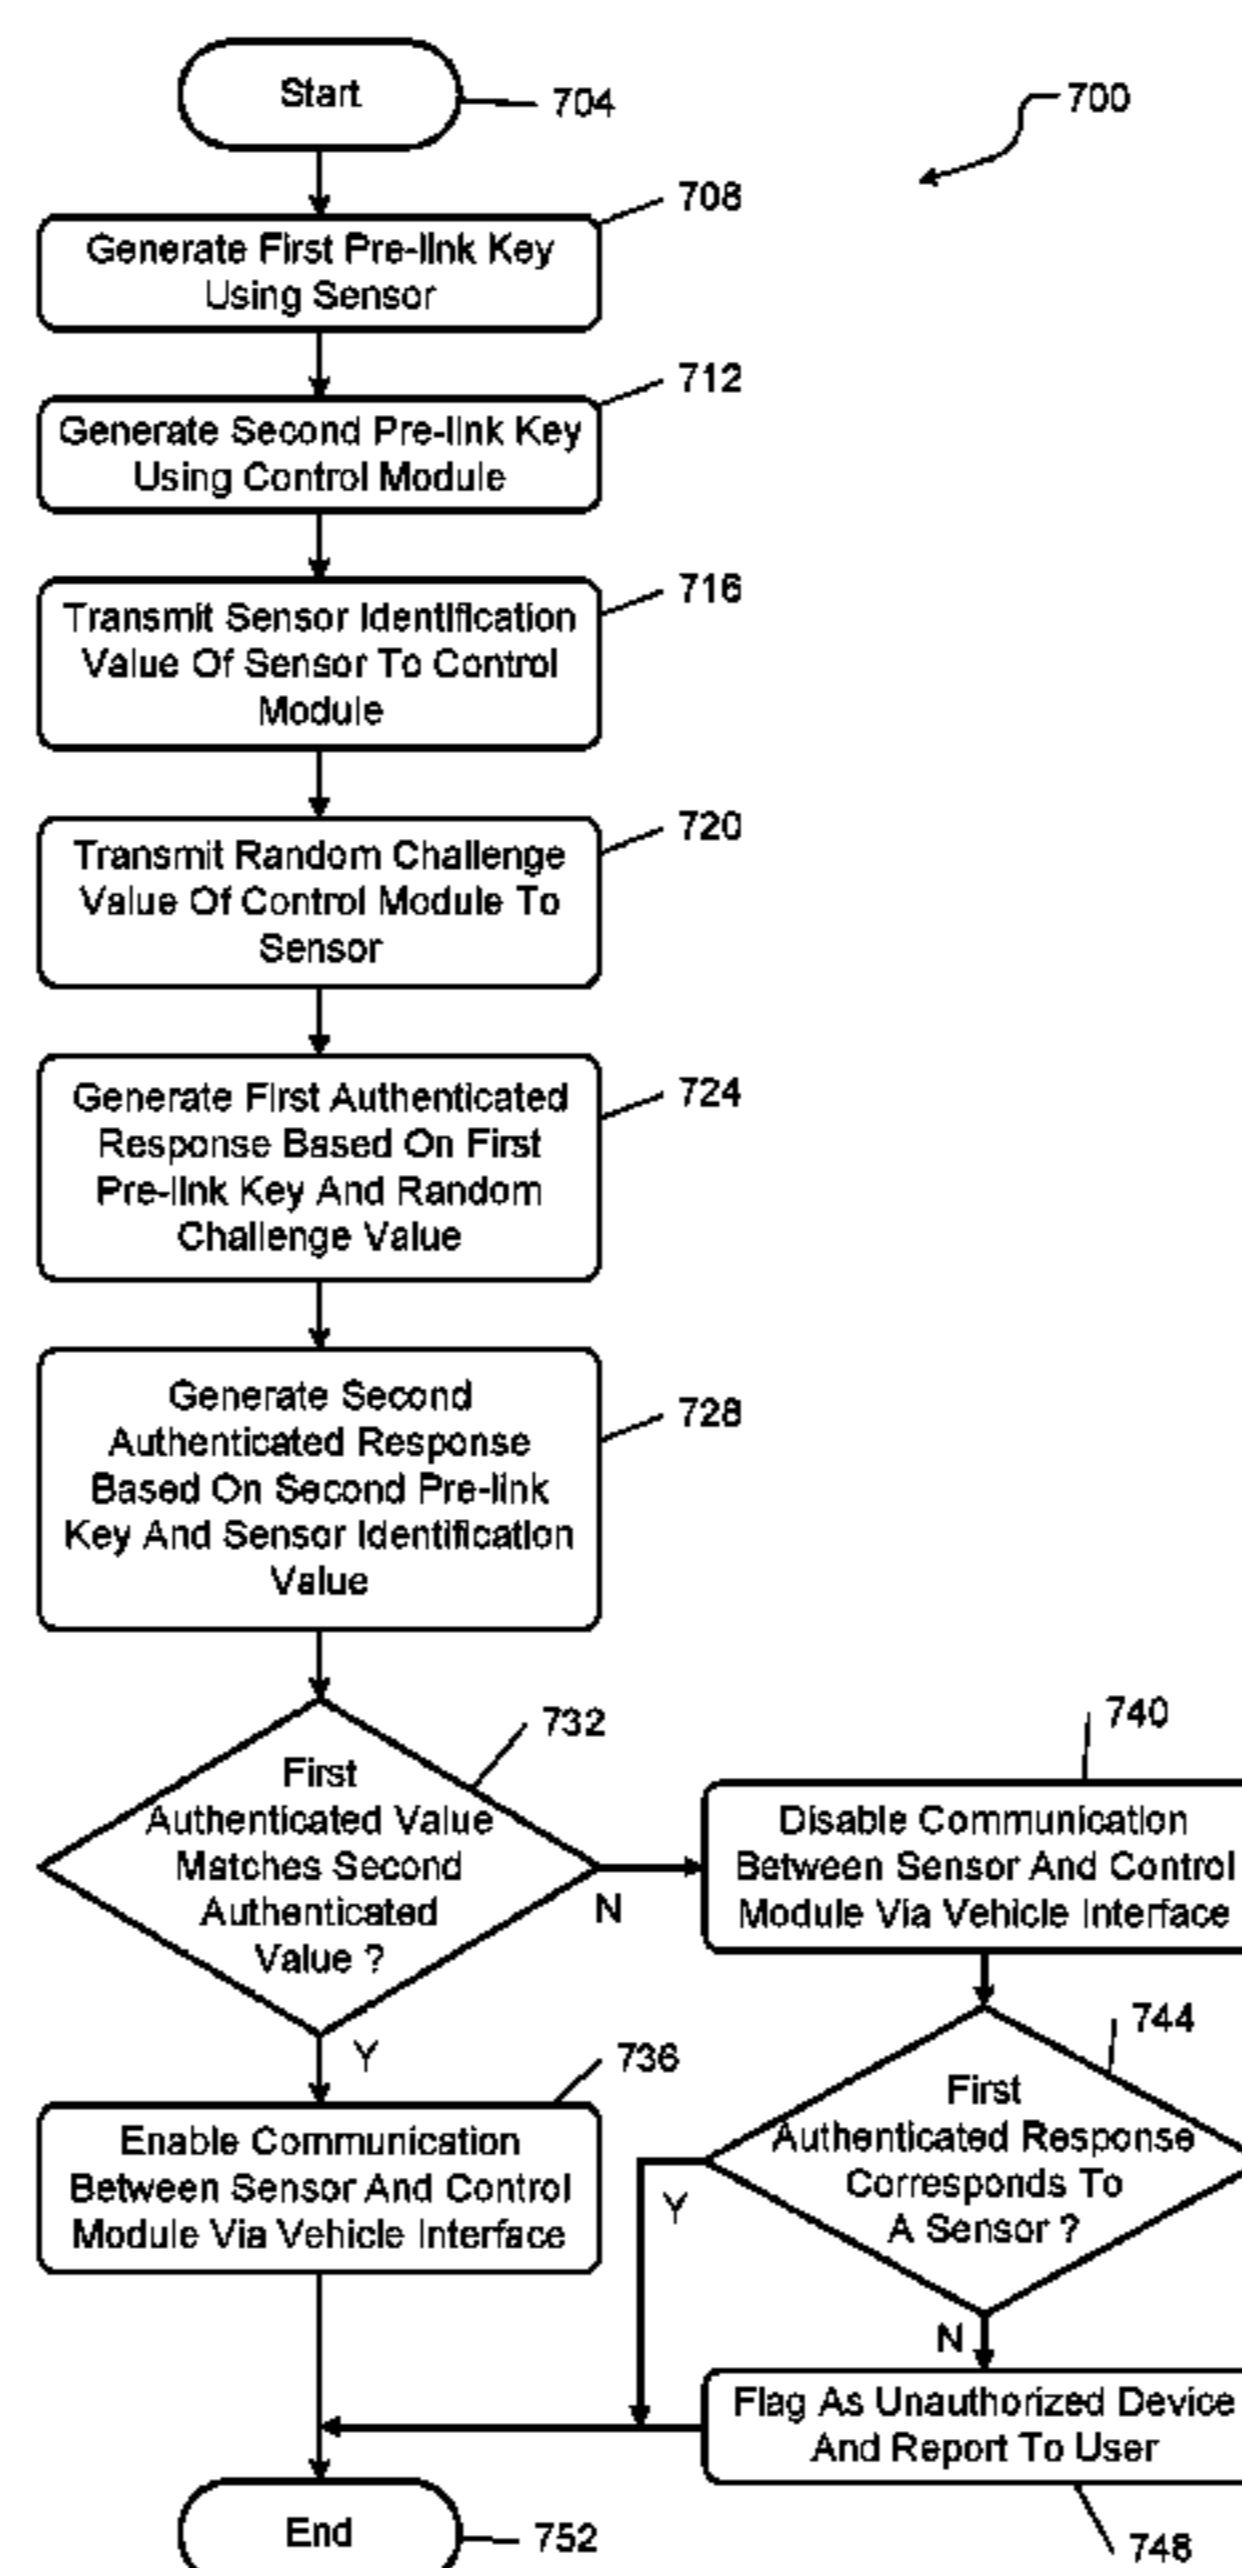 Start
704
700
708
Generate First Pre-link Key
Using Sensor
712
Generate Second Pre-link Key
Using Control Module
716
Transmit Sensor Identification
Value Of Sensor To Control
Module
720
Transmit Random Challenge
Value Of Control Module To
Sensor
724
Generate First Authenticated
Response Based On First
Pre-link Key And Random
Challenge Value
728
Generate Second
Authenticated Response
Based On Second Pre-link
Key And Sensor Identification
Value
732
First
Authenticated Value
Matches Second
Authenticated
Value ?
N
Y
740
Disable Communication
Between Sensor And Control
Module Via Vehicle Interface
736
Enable Communication
Between Sensor And Control
Module Via Vehicle Interface
744
First
Authenticated Response
Corresponds To
A Sensor ?
Y
N
Flag As Unauthorized Device
And Report To User
748
End
752